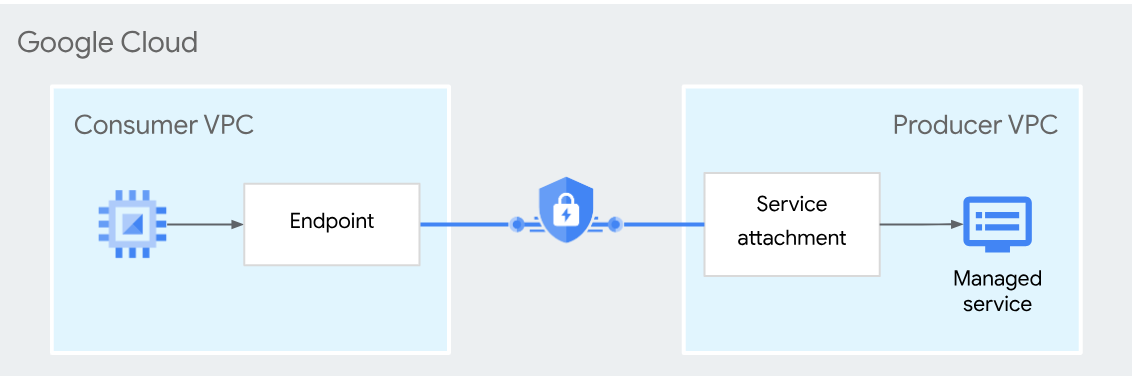 Google Cloud
Consumer VPC
Producer VPC
Endpoint
Service
attachment
Managed
service